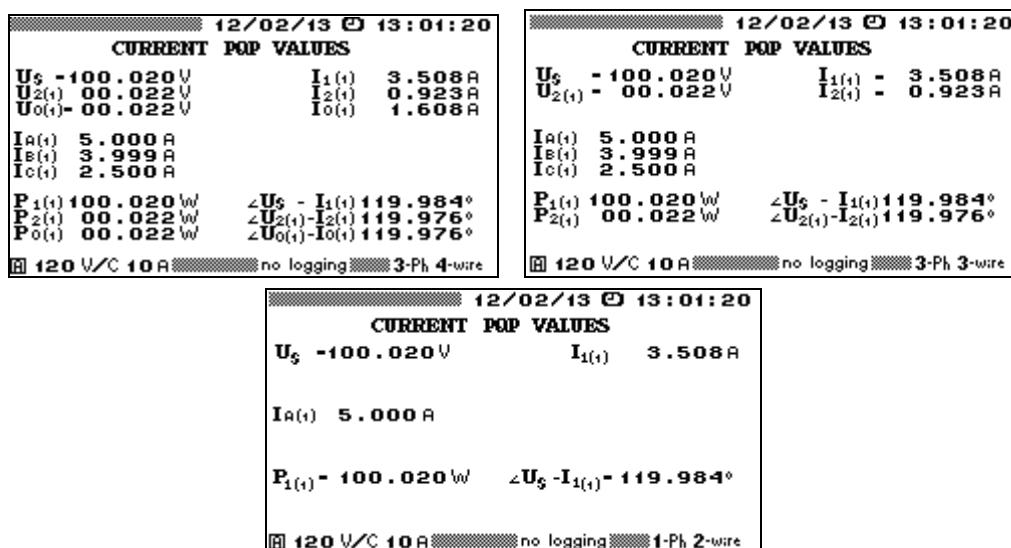 12/02/13 13:01:20
CURRENT PQP VALUES
US -100.020V I1(1) 3.508A
U2(1) 00.022V I2(1) 0.923A
U0(1)- 00.022V I0(1) 1.608A
IA(1) 5.000A
IB(1) 3.999A
IC(1) 2.500A
P1(1) 100.020W ∠US - I1(1) 119.984°
P2(1) 00.022W ∠U2(1)-I2(1) 119.976°
P0(1) 00.022W ∠U0(1)-I0(1) 119.976°
A 120 V/C 10A no logging 3-Ph 4-wire
12/02/13 13:01:20
CURRENT PQP VALUES
US -100.020V I1(1) - 3.508A
U2(1) - 00.022V I2(1) - 0.923A
IA(1) 5.000A
IB(1) 3.999A
IC(1) 2.500A
P1(1) 100.020W ∠US - I1(1) 119.984°
P2(1) 00.022W ∠U2(1)-I2(1) 119.976°
A 120 V/C 10A no logging 3-Ph 3-wire
12/02/13 13:01:20
CURRENT PQP VALUES
US -100.020V I1(1) 3.508A
IA(1) 5.000A
P1(1)- 100.020W ∠US -I1(1)- 119.984°
A 120 V/C 10A no logging 1-Ph 2-wire